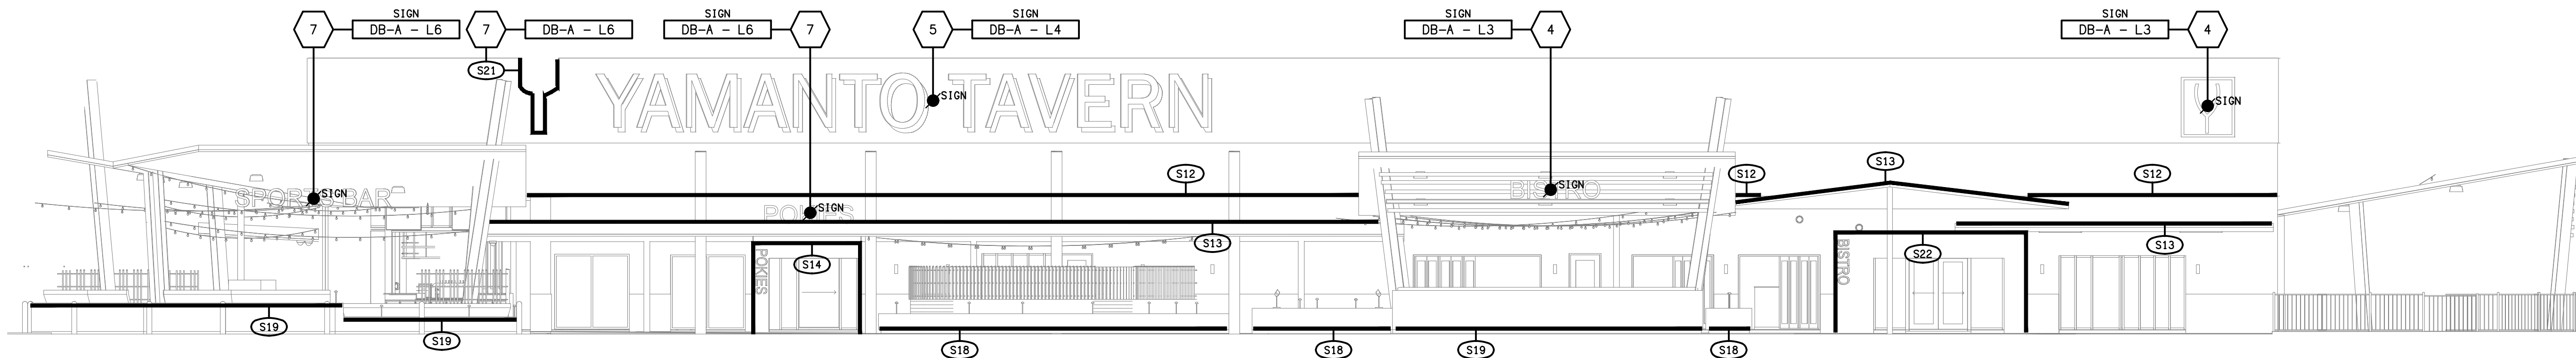 SIGN
7 DB-A - L6
7 DB-A - L6
SIGN
DB-A - L6 7
SIGN
5 DB-A - L4
SIGN
DB-A - L3 4
SIGN
DB-A - L3 4
S21
YAMANTO TAVERN
SIGN
SIGN
SPORTS BAR
SIGN
POKIES
SIGN
S12
BISTRO
SIGN
S12
S13
S12
S13
S14
POKIES
S22
BISTRO
S13
S19
S19
S18
S18
S19
S18